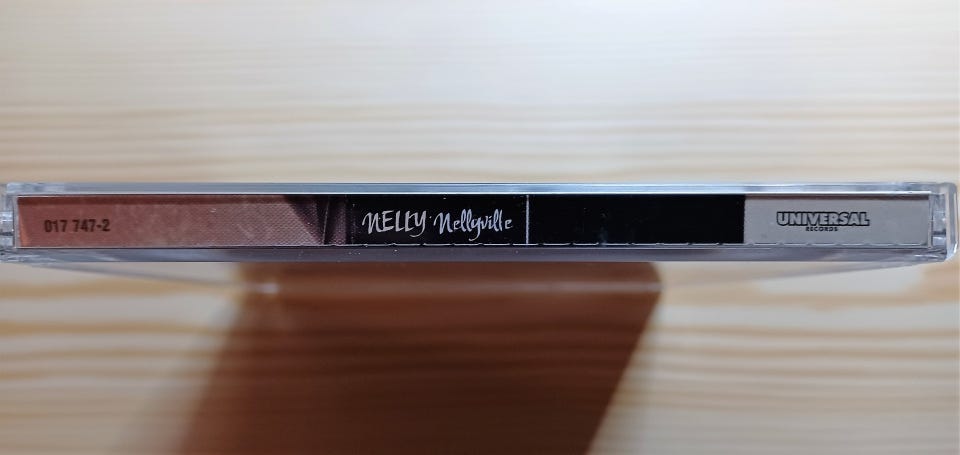 017 747-2
NELLY Nellyville
UNIVERSAL
RECORDS